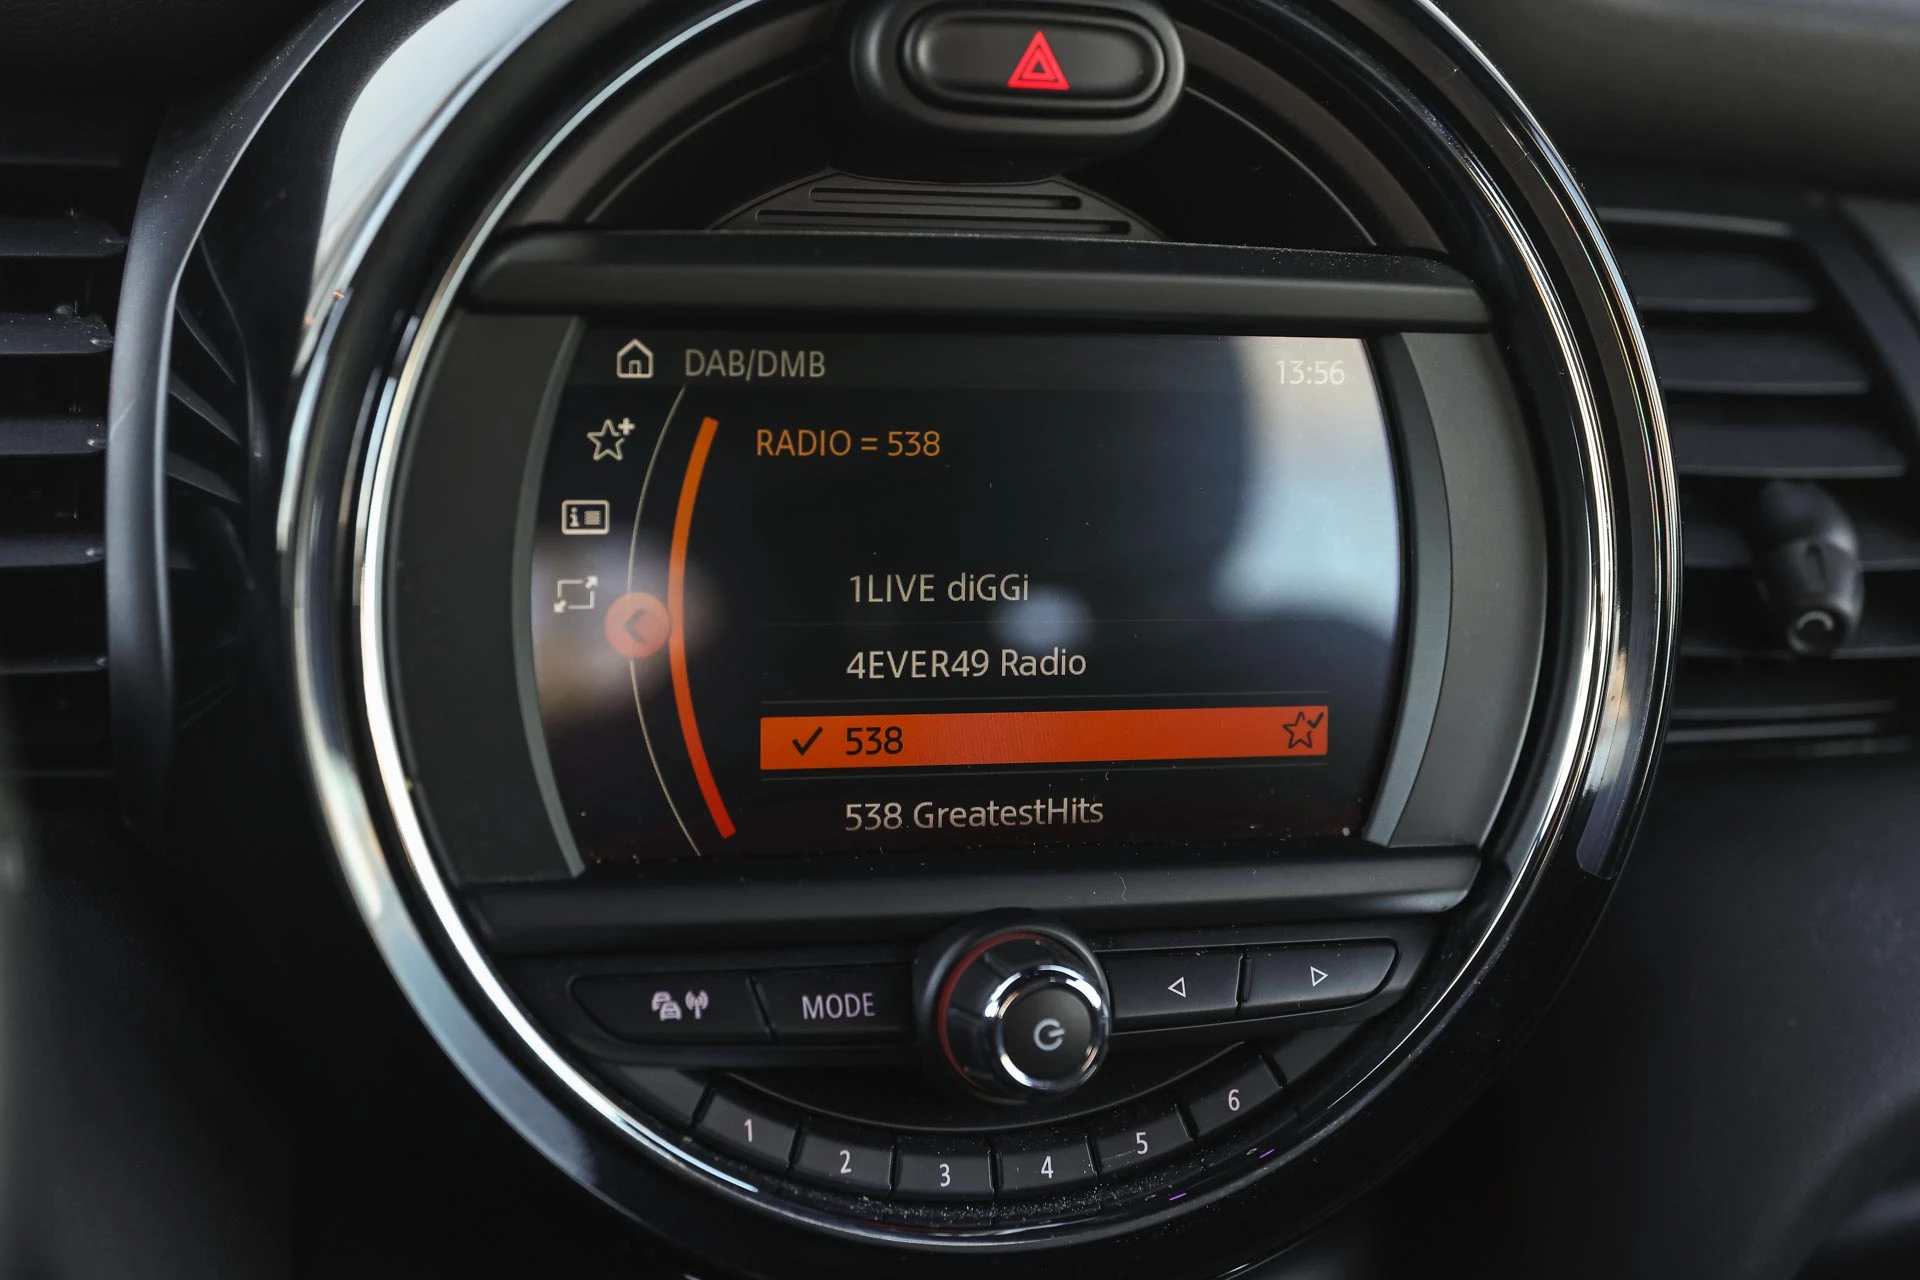 DAB/DMB
13:56
RADIO = 538
1LIVE diGGi
4EVER49 Radio
538
538 GreatestHits
MODE
1
2
3
4
5
6